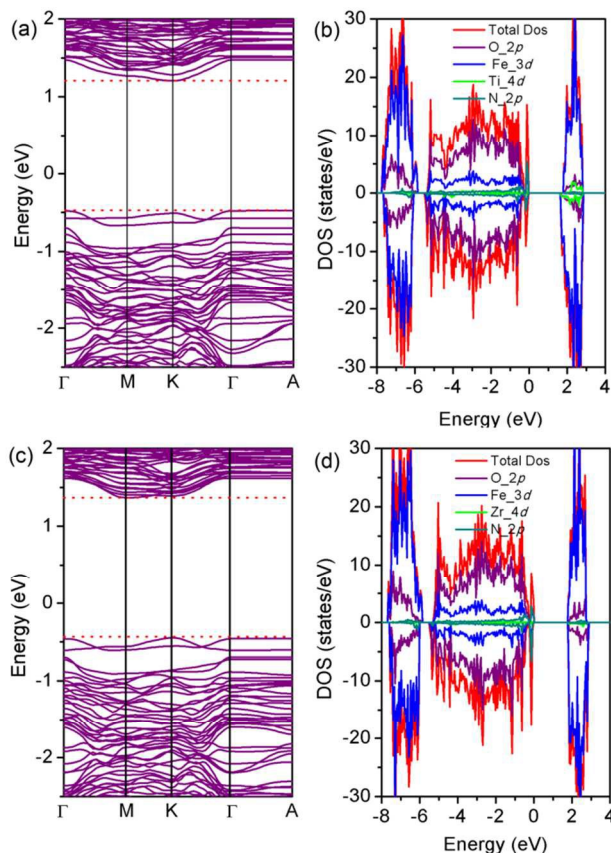 (a)
2
1
0
-1
-2
Energy (eV)
Γ
M
K
Γ
A
(b)
30
20
10
0
-10
-20
-30
DOS (states/eV)
Total Dos
O_2p
Fe_3d
Ti_4d
N_2p
-8
-6
-4
-2
0
2
4
Energy (eV)
(c)
2
1
0
-1
-2
Energy (eV)
Γ
M
K
Γ
A
(d)
30
20
10
0
-10
-20
-30
DOS (states/eV)
Total Dos
O_2p
Fe_3d
Zr_4d
N_2p
-8
-6
-4
-2
0
2
4
Energy (eV)